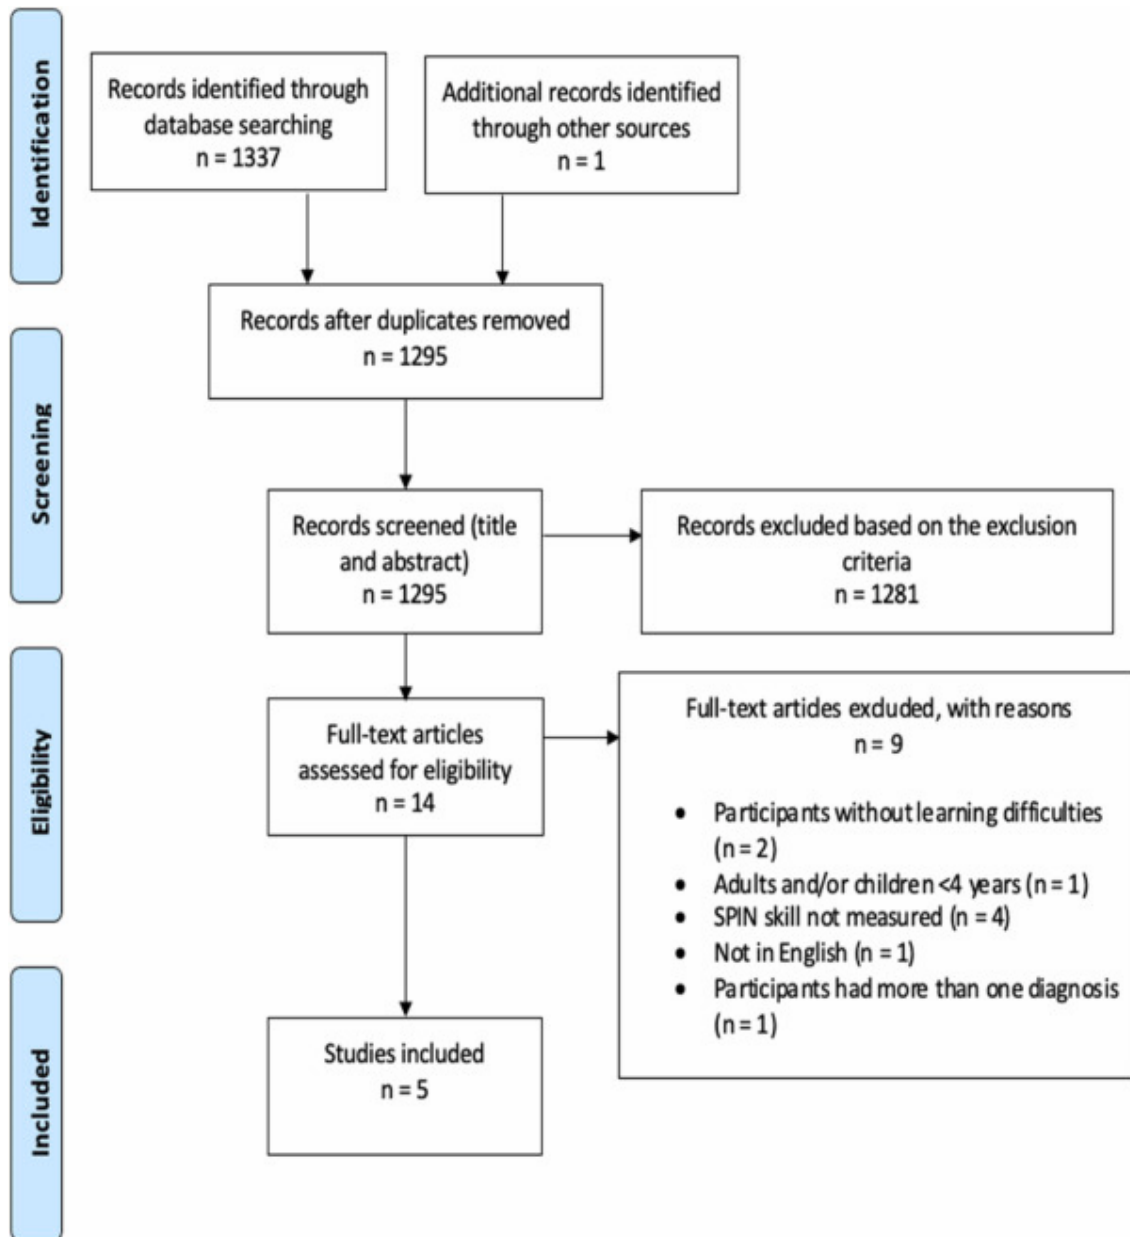 Identification
Records identified through
database searching
n = 1337
Additional records identified
through other sources
n = 1
Records after duplicates removed
n = 1295
Screening
Records screened (title
and abstract)
n = 1295
Records excluded based on the exclusion
criteria
n = 1281
Eligibility
Full-text articles
assessed for eligibility
n = 14
Full-text articles excluded, with reasons
n = 9
• Participants without learning difficulties
(n = 2)
• Adults and/or children <4 years (n = 1)
• SPIN skill not measured (n = 4)
• Not in English (n = 1)
• Participants had more than one diagnosis
(n = 1)
Included
Studies included
n = 5